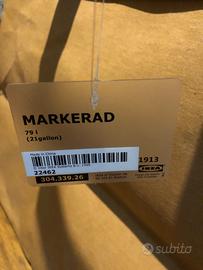 MARKERAD
79 l
(21gallon)
Made in China
22462
1913
IKEA
304.339.26
subito